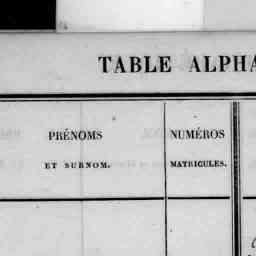 TABLE ALPHA
PRÉNOMS
ET SURNOM.
NUMÉROS
MATRICULES.